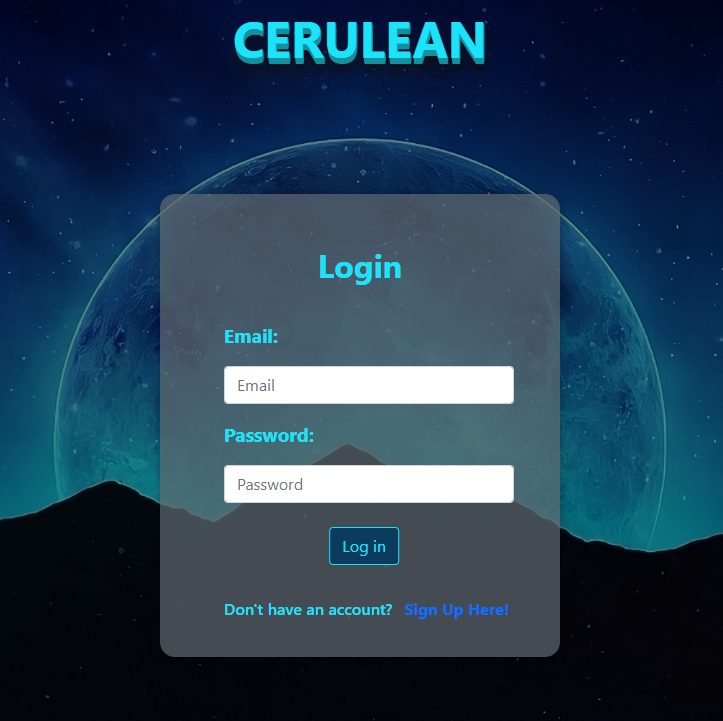 CERULEAN
Login
Email:
Email
Password:
Password
Log in
Don't have an account? Sign Up Here!